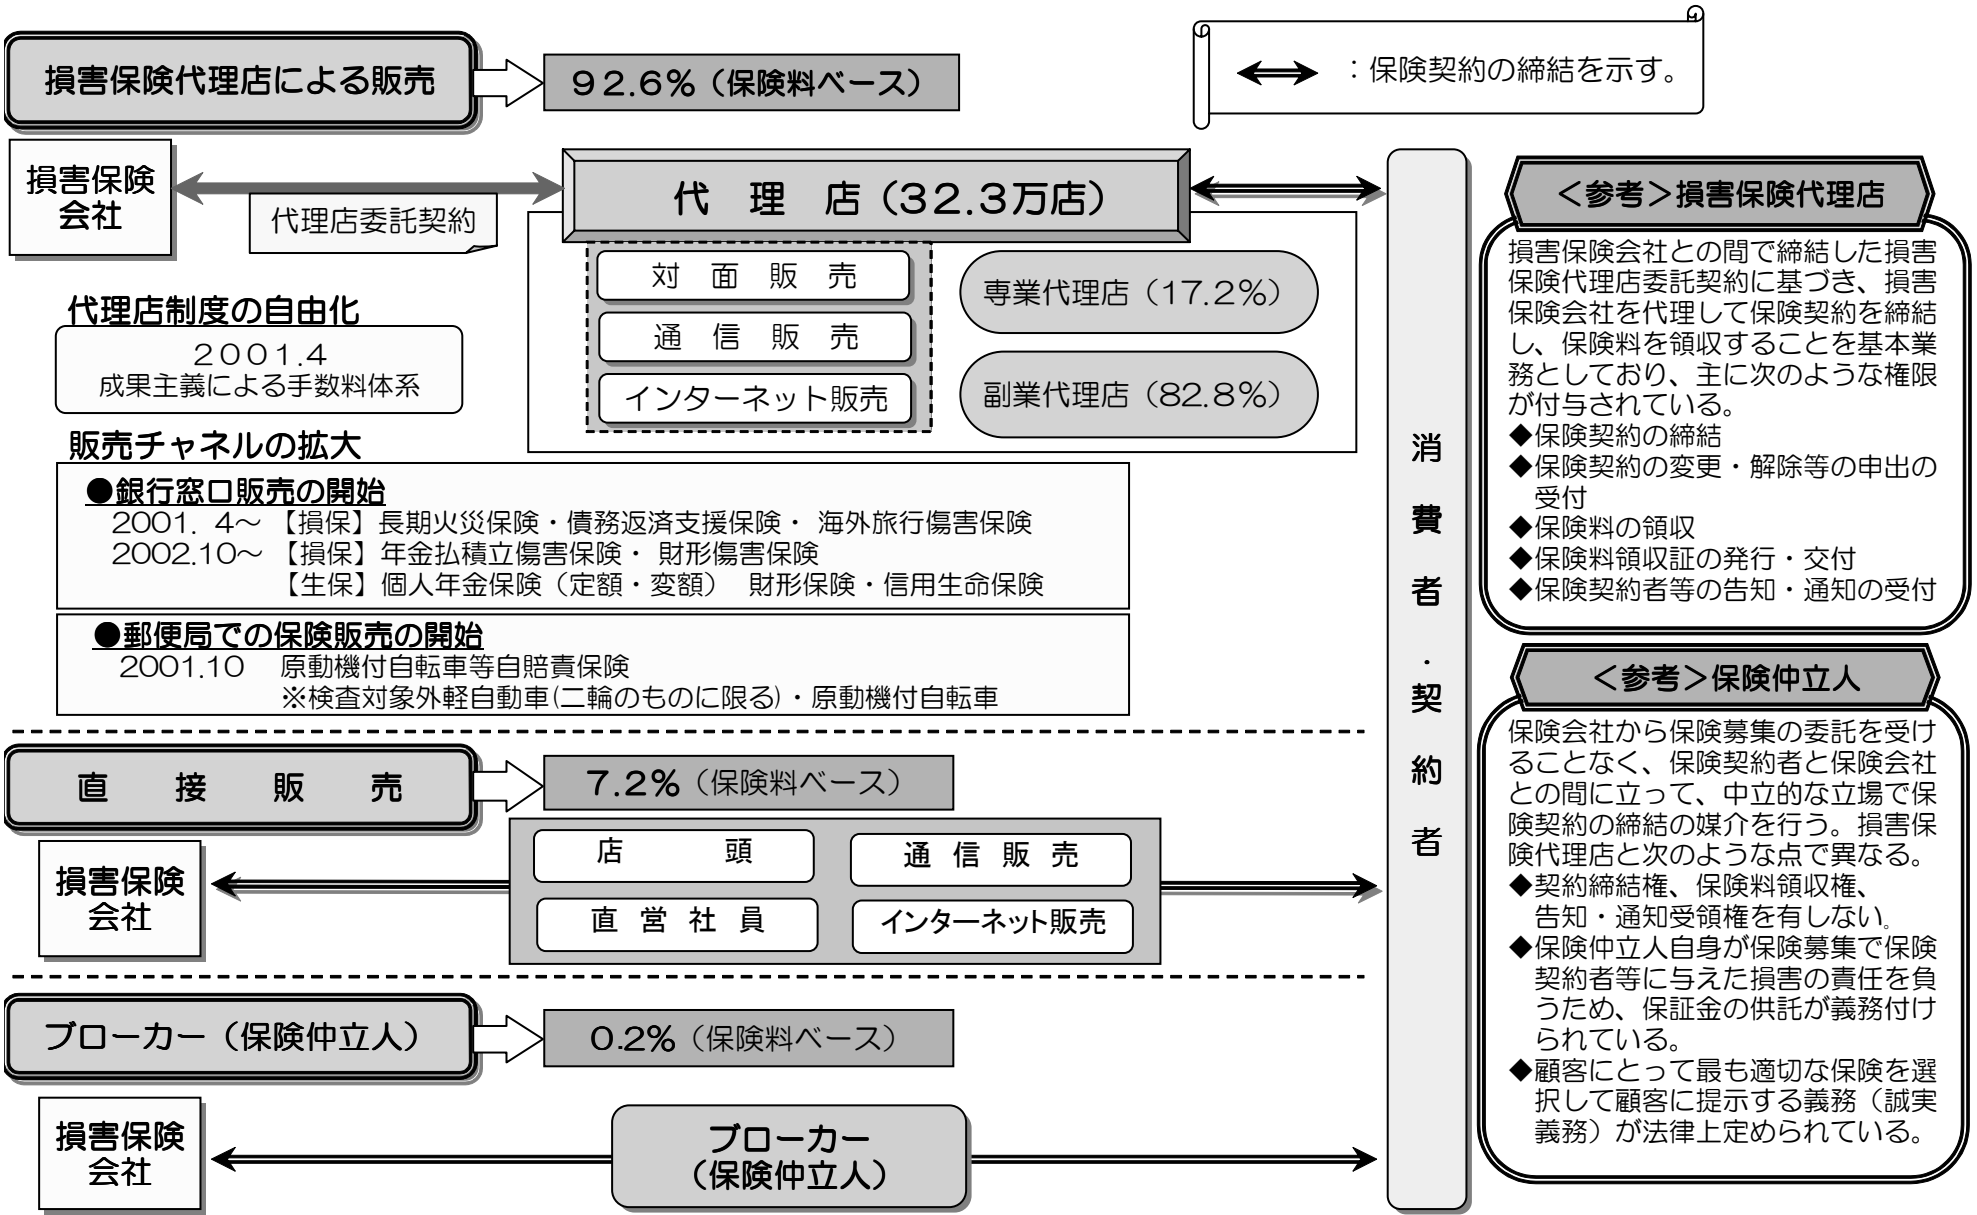 損害保険代理店による販売
９２.６％（保険料ベース）
：保険契約の締結を示す。
損害保険
会社
代理店委託契約
代　理　店（３２.３万店）
対　面　販　売
通　信　販　売
インターネット販売
専業代理店（17.2％）
副業代理店（82.8％）
代理店制度の自由化
２００１.４
成果主義による手数料体系
販売チャネルの拡大
●銀行窓口販売の開始
2001. 4～ 【損保】長期火災保険・債務返済支援保険・ 海外旅行傷害保険
2002.10～ 【損保】年金払積立傷害保険・ 財形傷害保険
【生保】個人年金保険（定額・変額）　財形保険・信用生命保険
●郵便局での保険販売の開始
2001.10　原動機付自転車等自賠責保険
※検査対象外軽自動車(二輪のものに限る)・原動機付自転車
直　接　販　売
７.２％（保険料ベース）
損害保険
会社
店　　頭
通 信 販 売
直 営 社 員
インターネット販売
ブローカー（保険仲立人）
０.２％（保険料ベース）
損害保険
会社
ブローカー
（保険仲立人）
消費者・契約者
＜参考＞損害保険代理店
損害保険会社との間で締結した損害
保険代理店委託契約に基づき、損害
保険会社を代理して保険契約を締結
し、保険料を領収することを基本業
務としており、主に次のような権限
が付与されている。
◆保険契約の締結
◆保険契約の変更・解除等の申出の
受付
◆保険料の領収
◆保険料領収証の発行・交付
◆保険契約者等の告知・通知の受付
＜参考＞保険仲立人
保険会社から保険募集の委託を受け
ることなく、保険契約者と保険会社
との間に立って、中立的な立場で保
険契約の締結の媒介を行う。損害保
険代理店と次のような点で異なる。
◆契約締結権、保険料領収権、
告知・通知受領権を有しない。
◆保険仲立人自身が保険募集で保険
契約者等に与えた損害の責任を負
うため、保証金の供託が義務付け
られている。
◆顧客にとって最も適切な保険を選
択して顧客に提示する義務（誠実
義務）が法律上定められている。